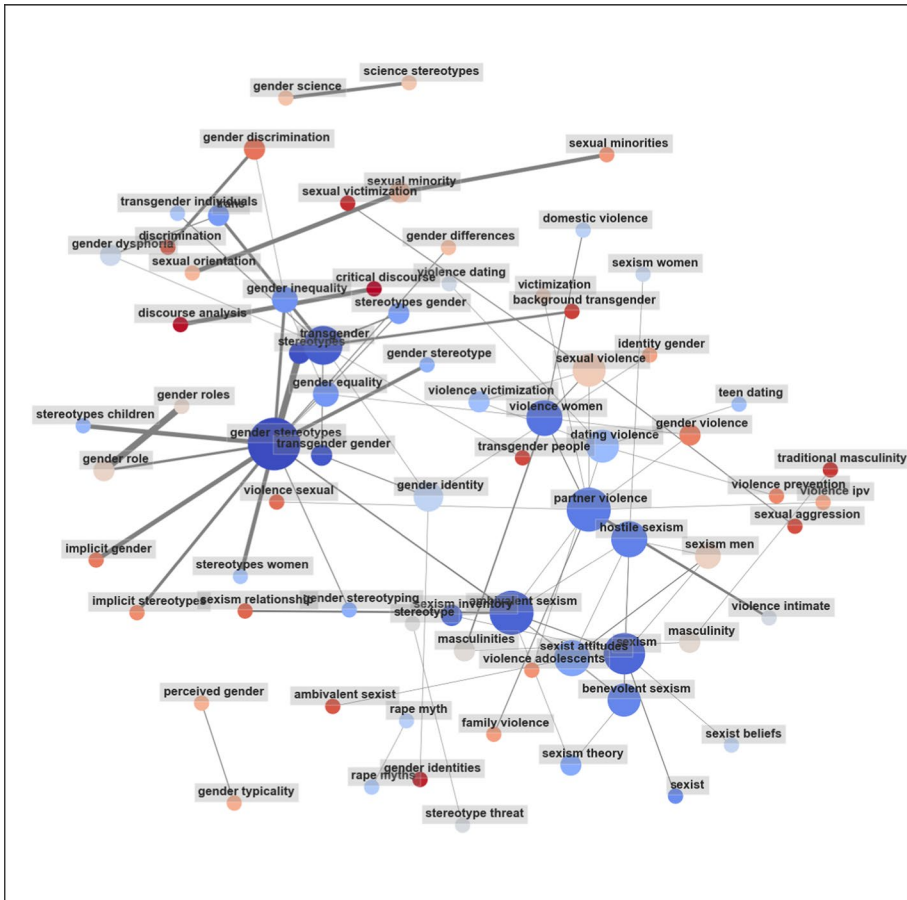 science stereotypes
gender science
gender discrimination
sexual minorities
sexual minority
sexual victimization
transgender individuals
trans
domestic violence
discrimination
gender differences
gender dysphoria
sexual orientation
sexism women
violence dating
critical discourse
victimization
gender inequality
background transgender
stereotypes gender
discourse analysis
transgender
stereotypes
identity gender
gender stereotype
sexual violence
gender equality
violence victimization
teen dating
gender roles
violence women
stereotypes children
gender violence
gender stereotypes
dating violence
transgender gender
transgender people
traditional masculinity
gender role
gender identity
violence prevention
violence ipv
violence sexual
partner violence
sexual aggression
hostile sexism
implicit gender
sexism men
stereotypes women
implicit stereotypes
sexism relationship
gender stereotyping
ambivalent sexism
sexism inventory
stereotype
violence intimate
masculinity
masculinities
sexist attitudes
sexism
violence adolescents
perceived gender
benevolent sexism
ambivalent sexist
rape myth
family violence
sexist beliefs
sexism theory
gender identities
rape myths
sexist
gender typicality
stereotype threat